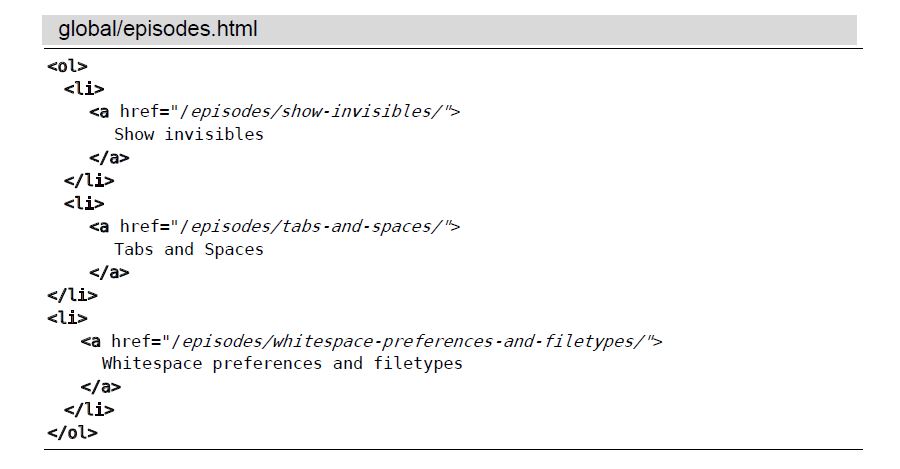 global/episodes.html
<ol>
<li>
<a href="/episodes/show-invisibles/">
Show invisibles
</a>
</li>
<li>
<a href="/episodes/tabs-and-spaces/">
Tabs and Spaces
</a>
</li>
<li>
<a href="/episodes/whitespace-preferences-and-filetypes/">
Whitespace preferences and filetypes
</a>
</li>
</ol>